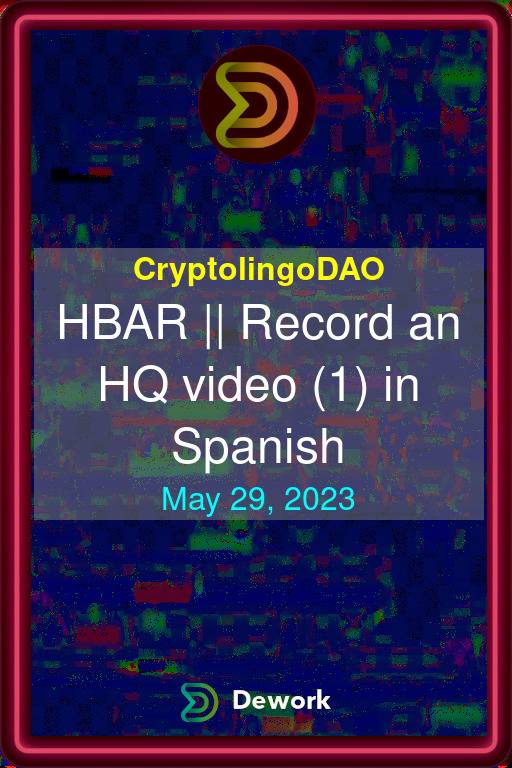 CryptolingoDAO
HBAR || Record an
HQ video (1) in
Spanish
May 29, 2023
Dework